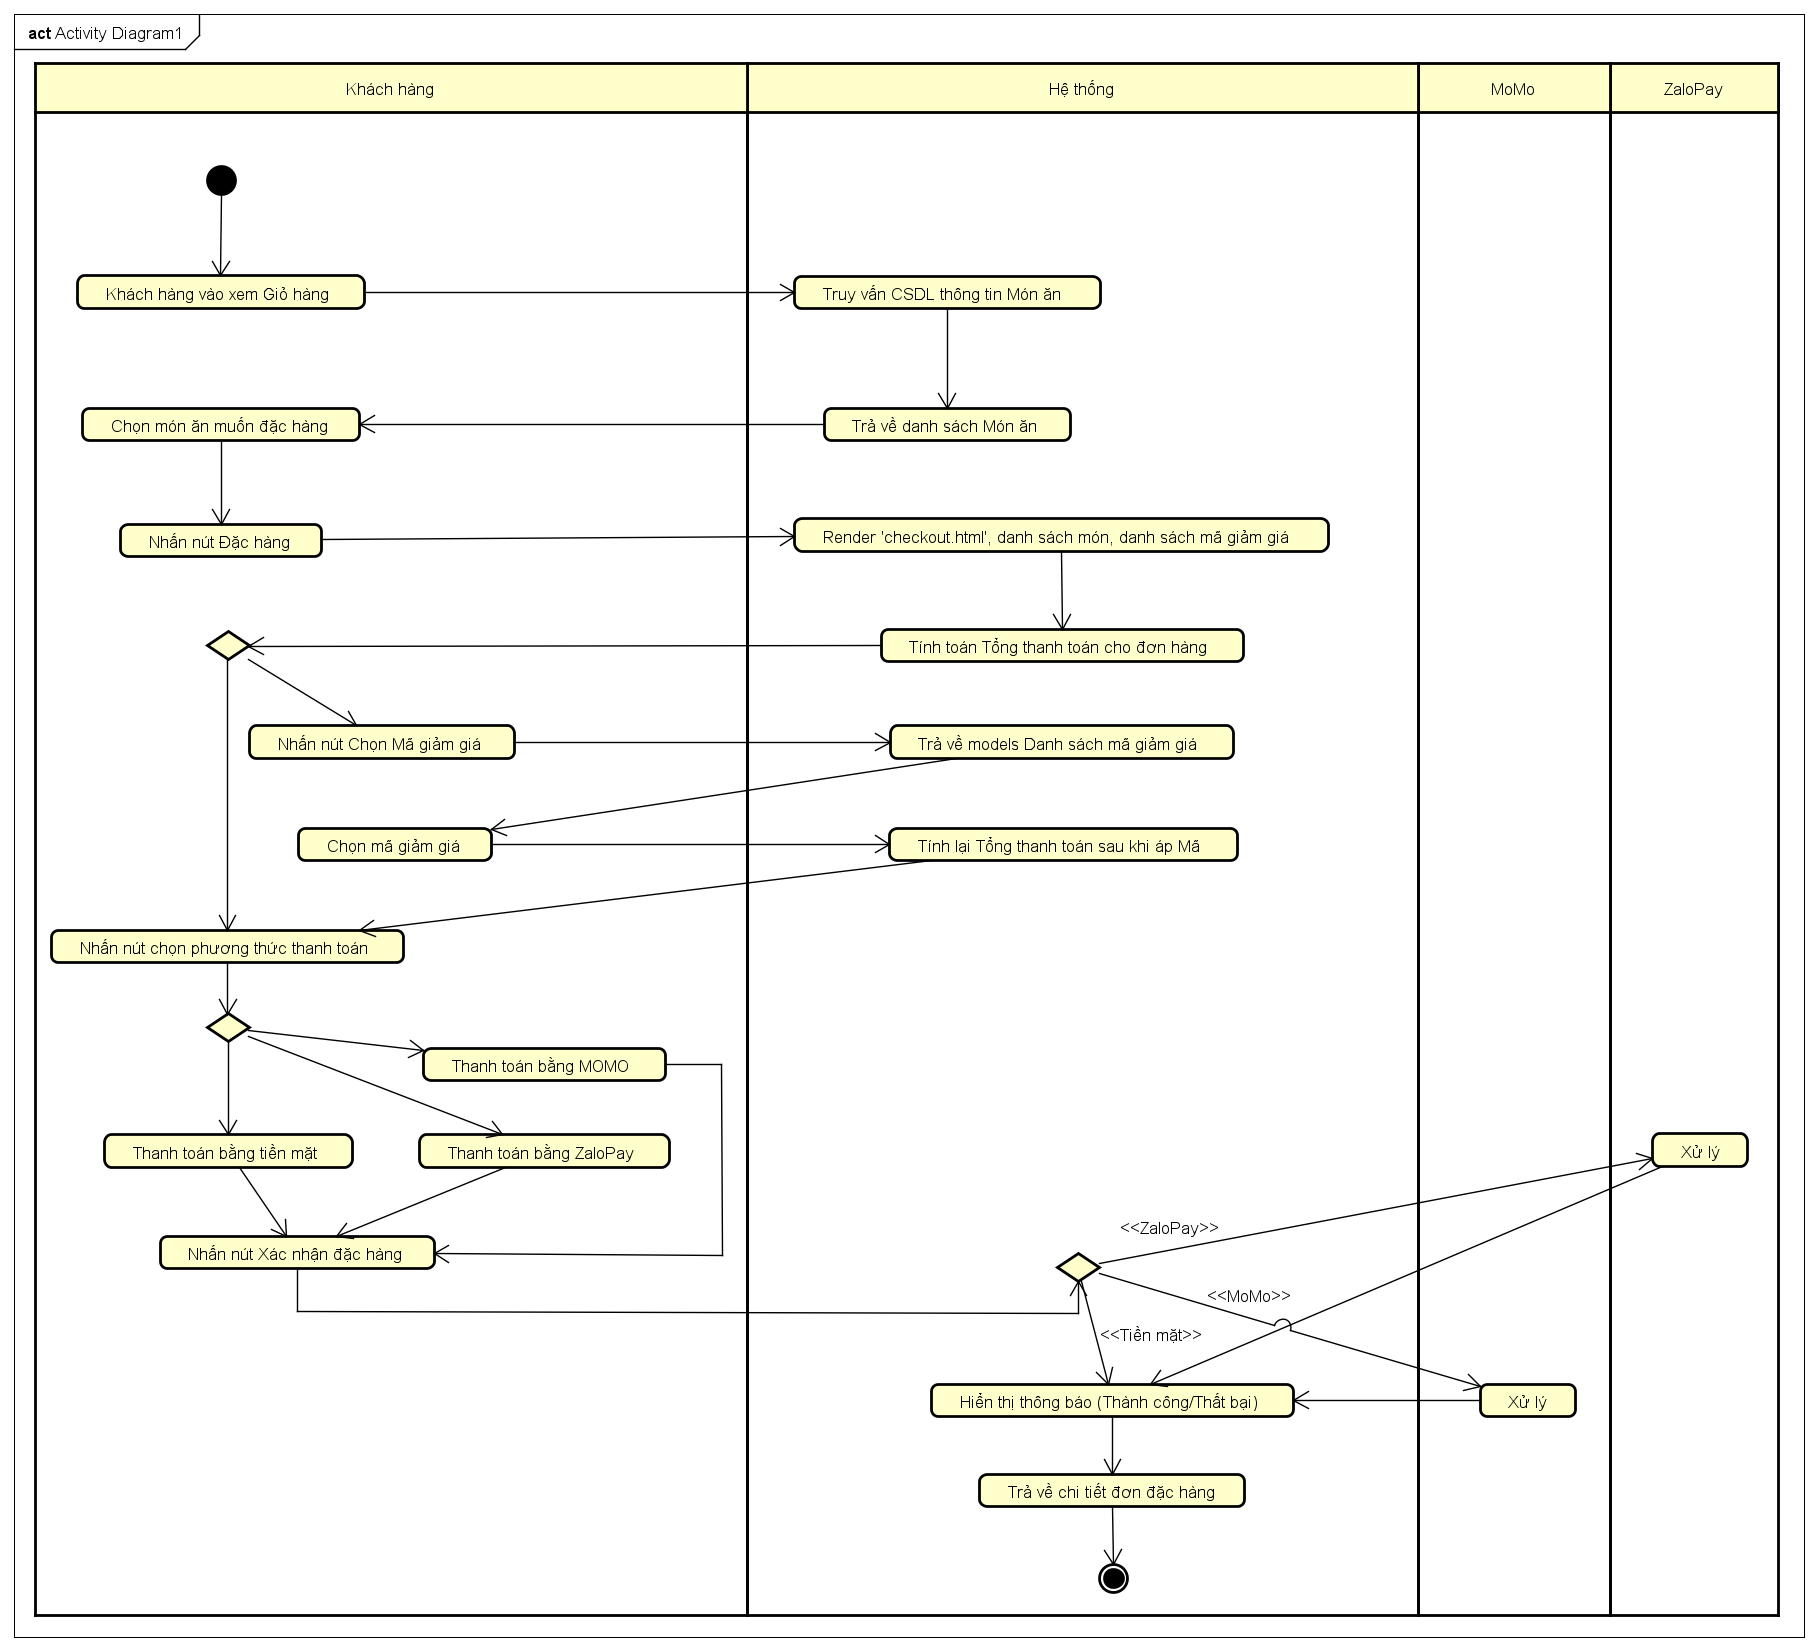 act Activity Diagram1
Khách hàng
Hệ thống
MoMo
ZaloPay
Khách hàng vào xem Giỏ hàng
Truy vấn CSDL thông tin Món ăn
Chọn món ăn muốn đặc hàng
Trả về danh sách Món ăn
Nhấn nút Đặc hàng
Render 'checkout.html', danh sách món, danh sách mã giảm giá
Tính toán Tổng thanh toán cho đơn hàng
Nhấn nút Chọn Mã giảm giá
Trả về models Danh sách mã giảm giá
Chọn mã giảm giá
Tính lại Tổng thanh toán sau khi áp Mã
Nhấn nút chọn phương thức thanh toán
Thanh toán bằng MOMO
Thanh toán bằng tiền mặt
Thanh toán bằng ZaloPay
Xử lý
<<ZaloPay>>
Nhấn nút Xác nhận đặc hàng
<<MoMo>>
<<Tiền mặt>>
Hiển thị thông báo (Thành công/Thất bại)
Xử lý
Trả về chi tiết đơn đặc hàng